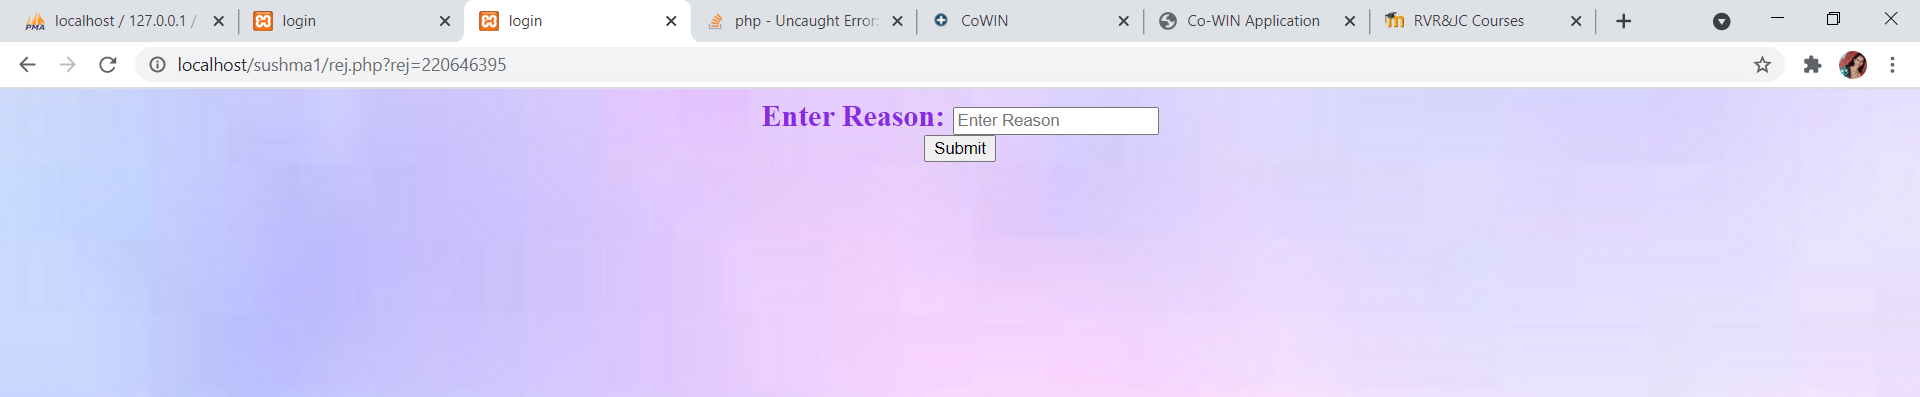 PMA localhost / 127.0.0.1 /
login
login
php - Uncaught Error:
CoWIN
Co-WIN Application
RVR&JC Courses
localhost/sushma1/rej.php?rej=220646395
Enter Reason: Enter Reason
Submit